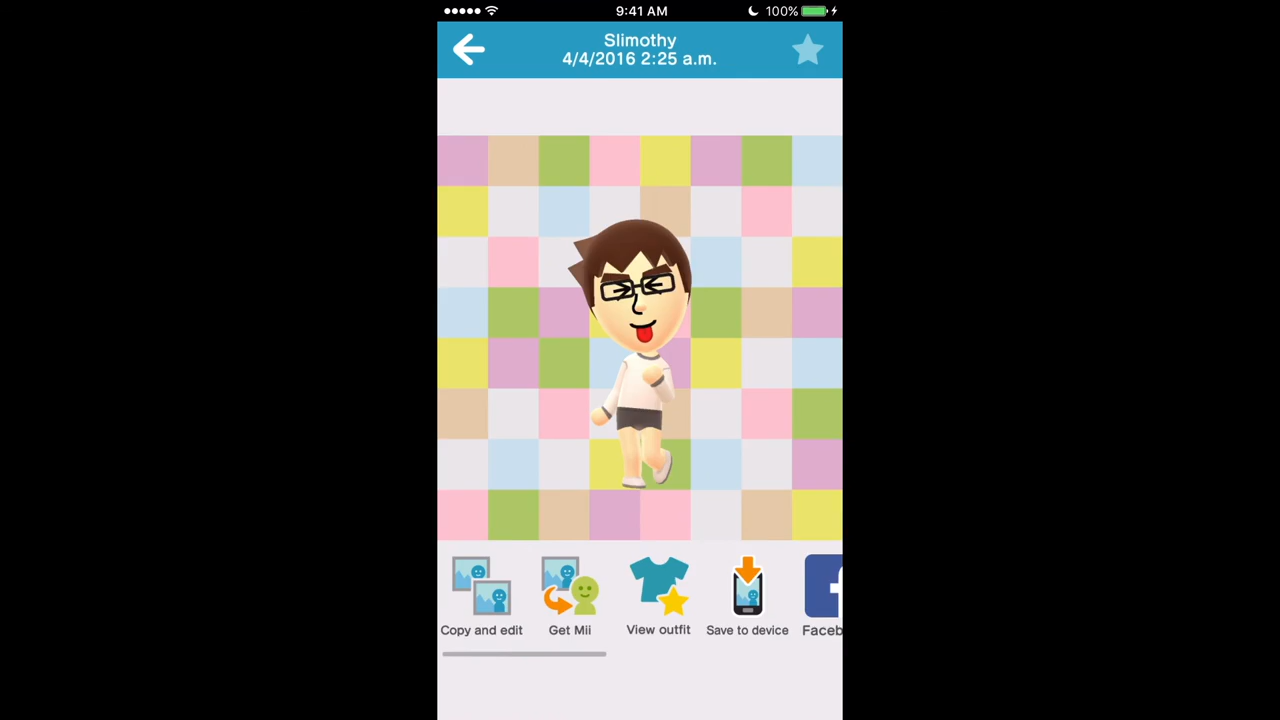 9:41 AM
100%
Slimothy
4/4/2016 2:25 a.m.
Copy and edit
Get Mii
View outfit
Save to device
Faceb